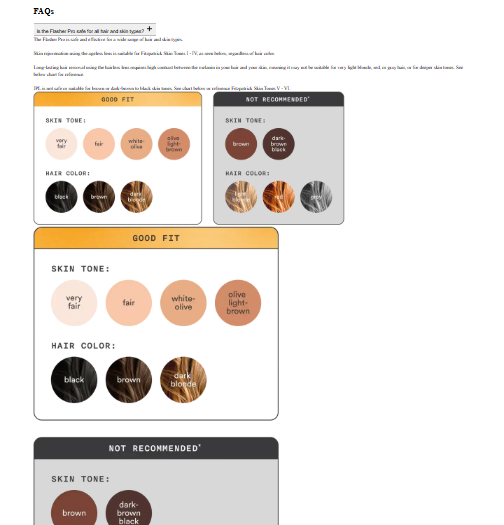 FAQs
Is the Flasher Pro safe for all hair and skin types? +
The Flasher Pro is safe and effective for a wide range of hair and skin types.
Skin rejuvenation using the ageless lens is suitable for Fitzpatrick Skin Tones I - IV, as seen below, regardless of hair color.
Long-lasting hair removal using the hairless lens requires high contrast between the melanin in your hair and your skin, meaning it may not be suitable for very light blonde, red, or gray hair, or for deeper skin tones. See
below chart for reference.
IPL is not safe or suitable for brown or dark-brown to black skin tones. See chart below or reference Fitzpatrick Skin Tones V - VI.
GOOD FIT
SKIN TONE:
very fair
fair
white-olive
olive light-brown
HAIR COLOR:
black
brown
dark blonde
NOT RECOMMENDED*
SKIN TONE:
brown
dark-brown black
HAIR COLOR:
light blonde
red
gray
GOOD FIT
SKIN TONE:
very
fair
fair
white-
olive
olive
light-
brown
HAIR COLOR:
black
brown
dark
blonde
NOT RECOMMENDED*
SKIN TONE:
brown
dark-
brown
black